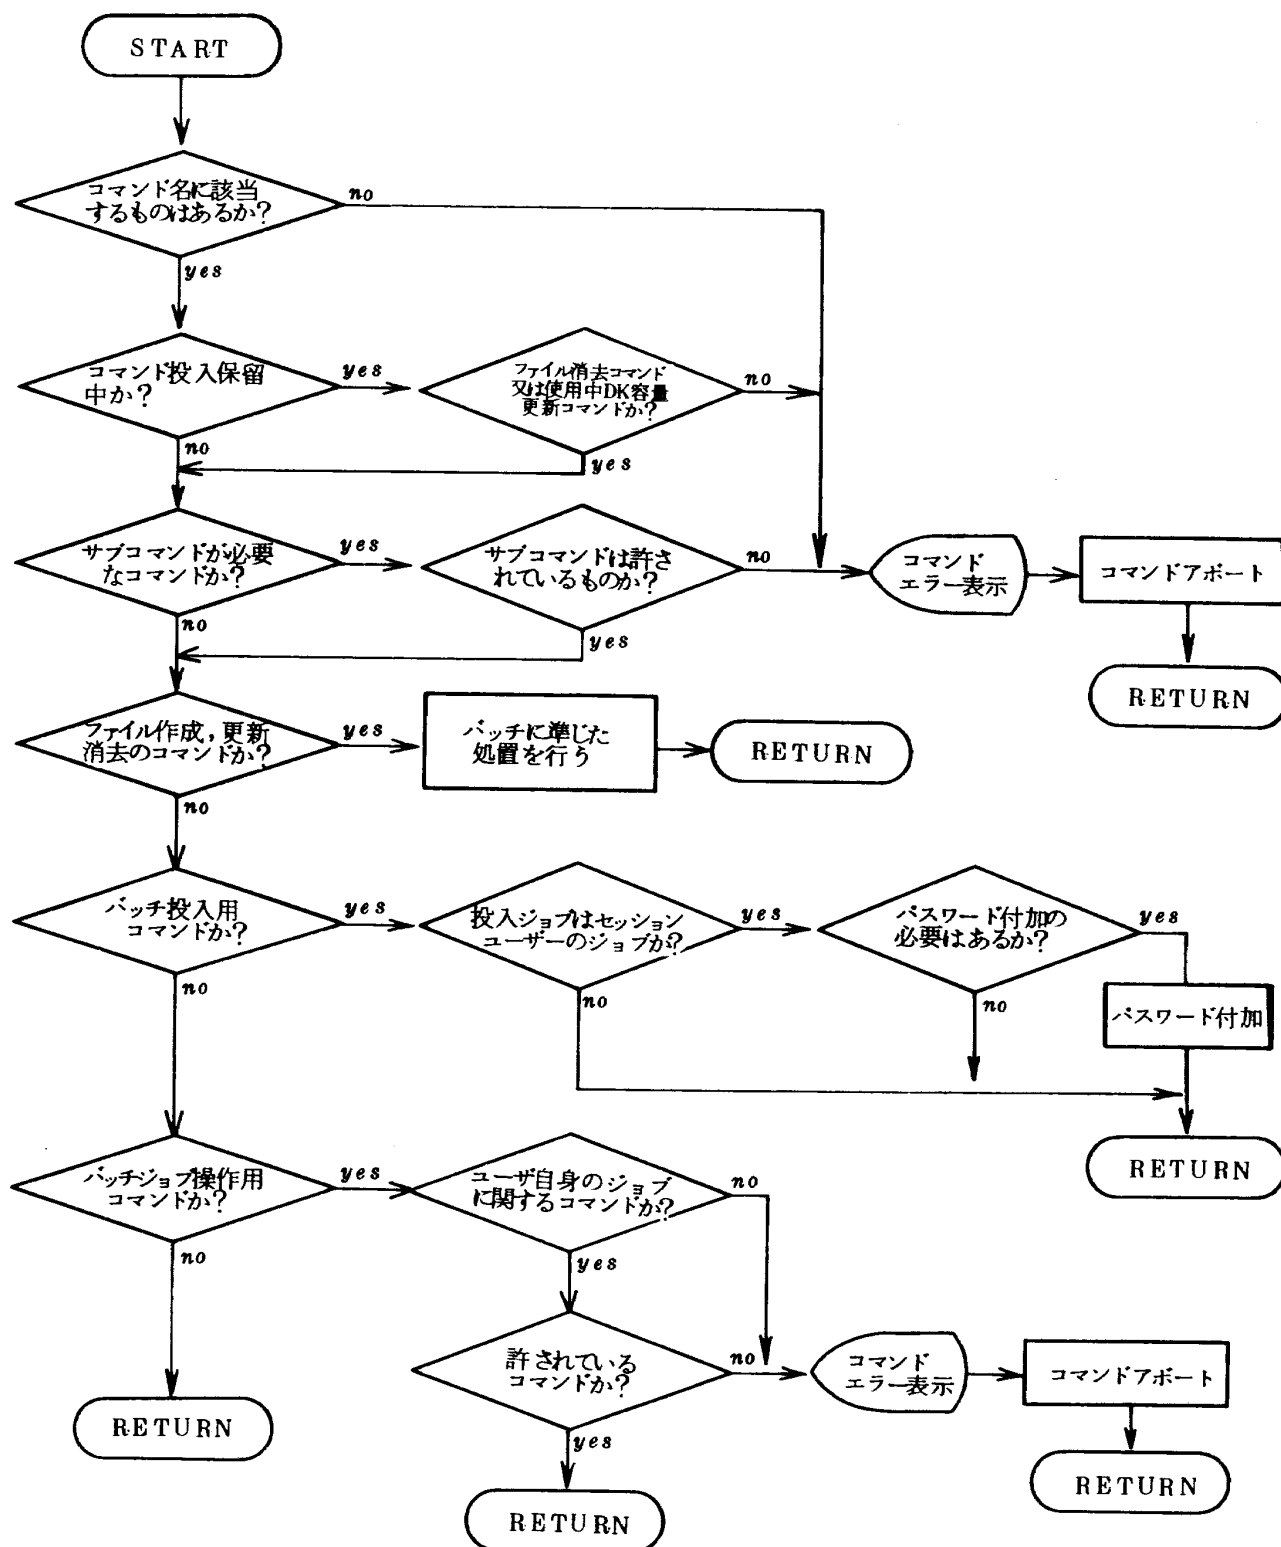 START
コマンド名に該当
するものはあるか?
no
yes
コマンド投入保留
中か?
yes
ファイル消去コマンド
又は使用中DK容量
更新コマンドか?
no
no
yes
サブコマンドが必要
なコマンドか?
yes
サブコマンドは許さ
れているものか?
no
コマンド
エラー表示
コマンドアボート
no
yes
RETURN
ファイル作成,更新
消去のコマンドか?
yes
バッチに準じた
処置を行う
RETURN
no
バッチ投入用
コマンドか?
yes
投入ジョブはセッション
ユーザーのジョブか?
yes
パスワード付加の
必要はあるか?
yes
no
no
no
パスワード付加
RETURN
バッチジョブ操作用
コマンドか?
yes
ユーザ自身のジョブ
に関するコマンドか?
no
no
yes
許されている
コマンドか?
no
コマンド
エラー表示
コマンドアボート
RETURN
yes
RETURN
RETURN